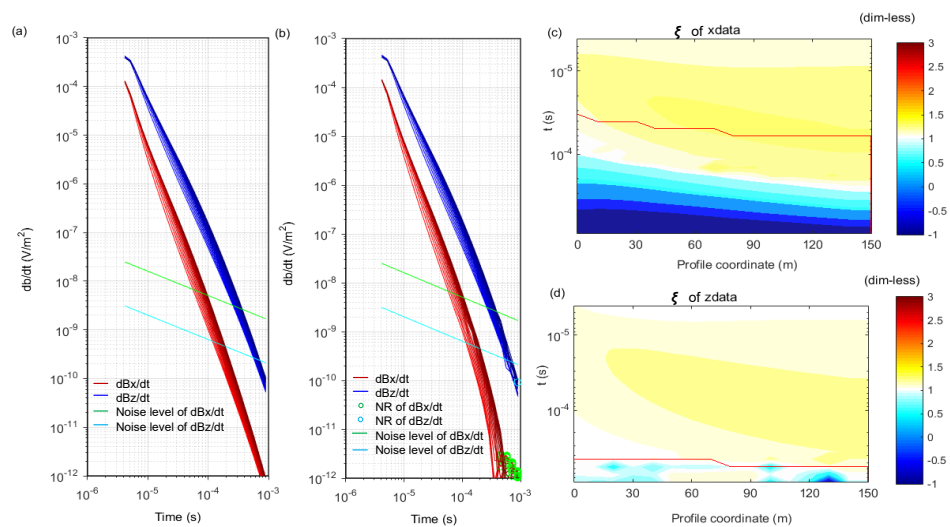 (a)
10⁻³
10⁻⁴
10⁻⁵
10⁻⁶
10⁻⁷
10⁻⁸
10⁻⁹
10⁻¹⁰
10⁻¹¹
10⁻¹²
db/dt (V/m²)
10⁻⁶
10⁻⁵
10⁻⁴
10⁻³
Time (s)
dBx/dt
dBz/dt
Noise level of dBx/dt
Noise level of dBz/dt
(b)
10⁻³
10⁻⁴
10⁻⁵
10⁻⁶
10⁻⁷
10⁻⁸
10⁻⁹
10⁻¹⁰
10⁻¹¹
10⁻¹²
db/dt (V/m²)
10⁻⁶
10⁻⁵
10⁻⁴
10⁻³
Time (s)
dBx/dt
dBz/dt
NR of dBx/dt
NR of dBz/dt
Noise level of dBx/dt
Noise level of dBz/dt
(c)
ξ of xdata
(dim-less)
10⁻⁵
10⁻⁴
t (s)
0 30 60 90 120 150
Profile coordinate (m)
3
2.5
2
1.5
1
0.5
0
-0.5
-1
(d)
ξ of zdata
(dim-less)
10⁻⁵
10⁻⁴
t (s)
0 30 60 90 120 150
Profile coordinate (m)
3
2.5
2
1.5
1
0.5
0
-0.5
-1